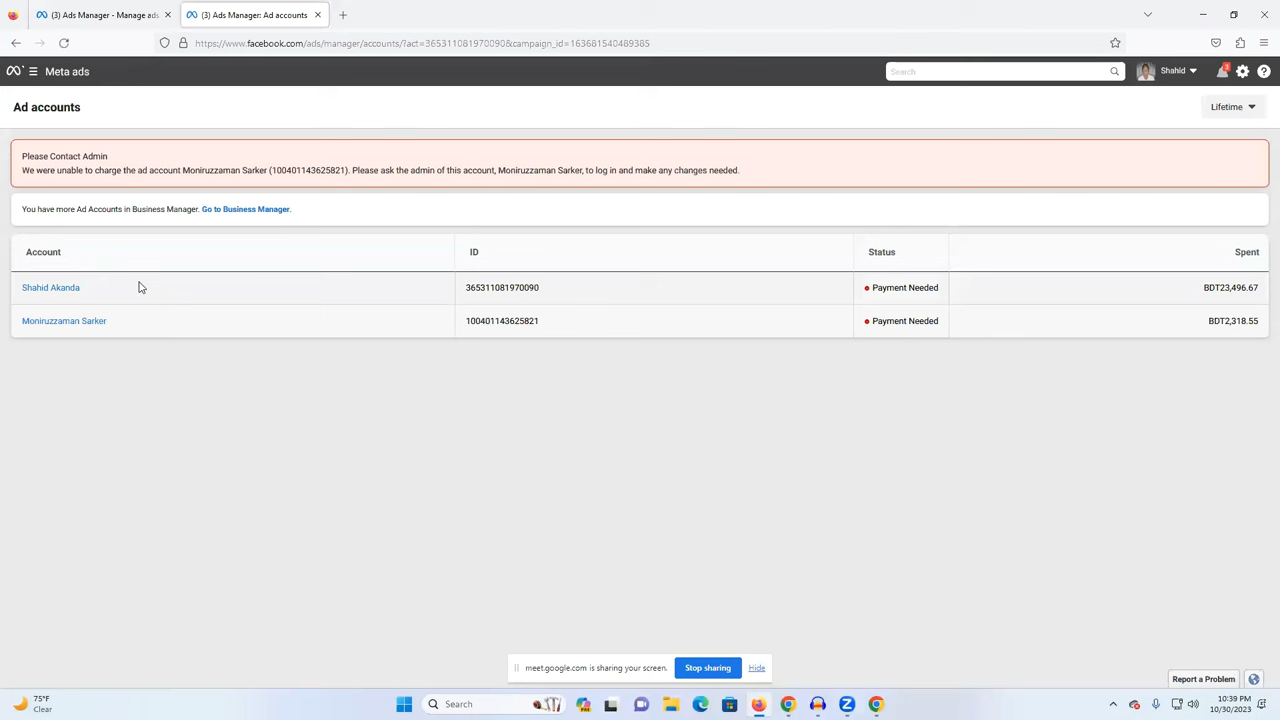 (3) Ads Manager - Manage ads
(3) Ads Manager: Ad accounts
https://www.facebook.com/ads/manager/accounts/?act=365311081970090&campaign_id=163681540489385
Meta ads
Search
Shahid
3
Ad accounts
Lifetime
Please Contact Admin
We were unable to charge the ad account Moniruzzaman Sarker (100401143625821). Please ask the admin of this account, Moniruzzaman Sarker, to log in and make any changes needed.
You have more Ad Accounts in Business Manager. Go to Business Manager.
Account ID Status Spent
Shahid Akanda 365311081970090 Payment Needed BDT23,496.67
Moniruzzaman Sarker 100401143625821 Payment Needed BDT2,318.55
meet.google.com is sharing your screen. Stop sharing Hide
Report a Problem
75°F
Clear
Search
10:39 PM
10/30/2023